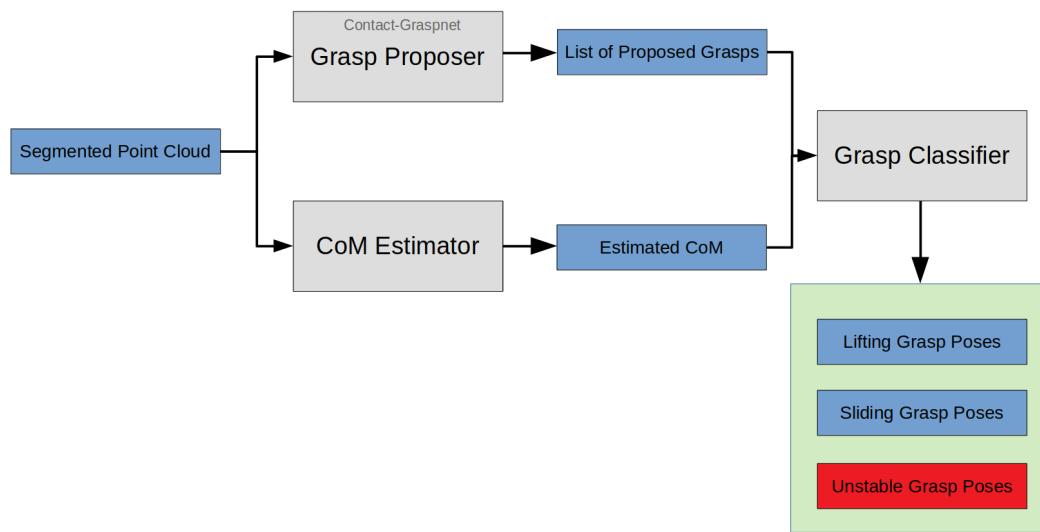 Contact-Graspnet
Grasp Proposer
List of Proposed Grasps
Segmented Point Cloud
Grasp Classifier
CoM Estimator
Estimated CoM
Lifting Grasp Poses
Sliding Grasp Poses
Unstable Grasp Poses